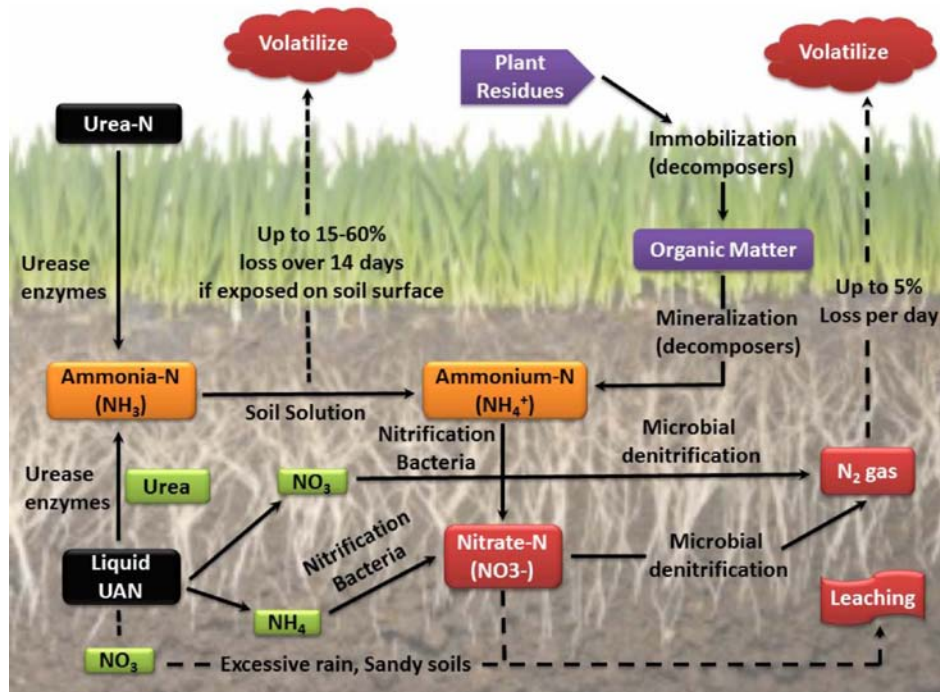 Volatilize
Volatilize
Plant
Residues
Urea-N
Immobilization
(decomposers)
Up to 15-60%
loss over 14 days
if exposed on soil surface
Organic Matter
Urease
enzymes
Up to 5%
Loss per day
Mineralization
(decomposers)
Ammonia-N
(NH₃)
Soil Solution
Ammonium-N
(NH₄⁺)
Nitrification
Bacteria
Microbial
denitrification
Urease
enzymes
Urea
NO₃
N₂ gas
Liquid
UAN
Nitrification
Bacteria
Nitrate-N
(NO3-)
Microbial
denitrification
Leaching
NH₄
NO₃
Excessive rain, Sandy soils